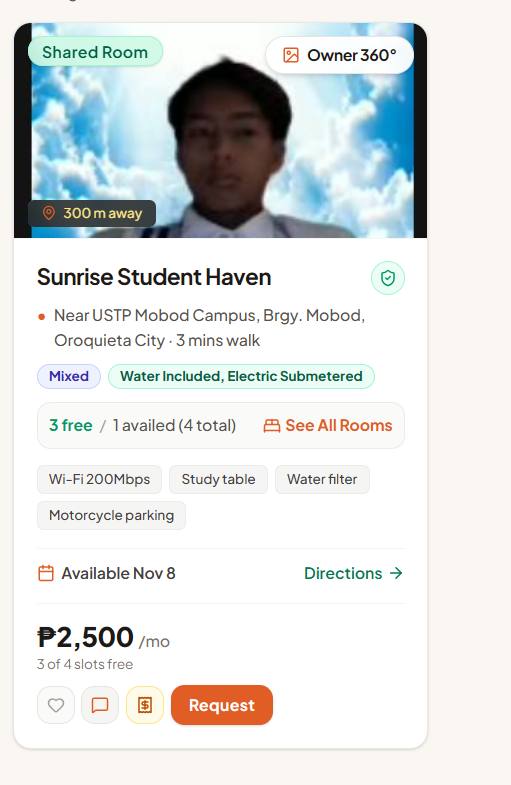 Shared Room
Owner 360°
300 m away
Sunrise Student Haven
Near USTP Mobod Campus, Brgy. Mobod,
Oroquieta City · 3 mins walk
Mixed
Water Included, Electric Submetered
3 free / 1 availed (4 total)
See All Rooms
Wi-Fi 200Mbps
Study table
Water filter
Motorcycle parking
Available Nov 8
Directions →
₱2,500 /mo
3 of 4 slots free
Request